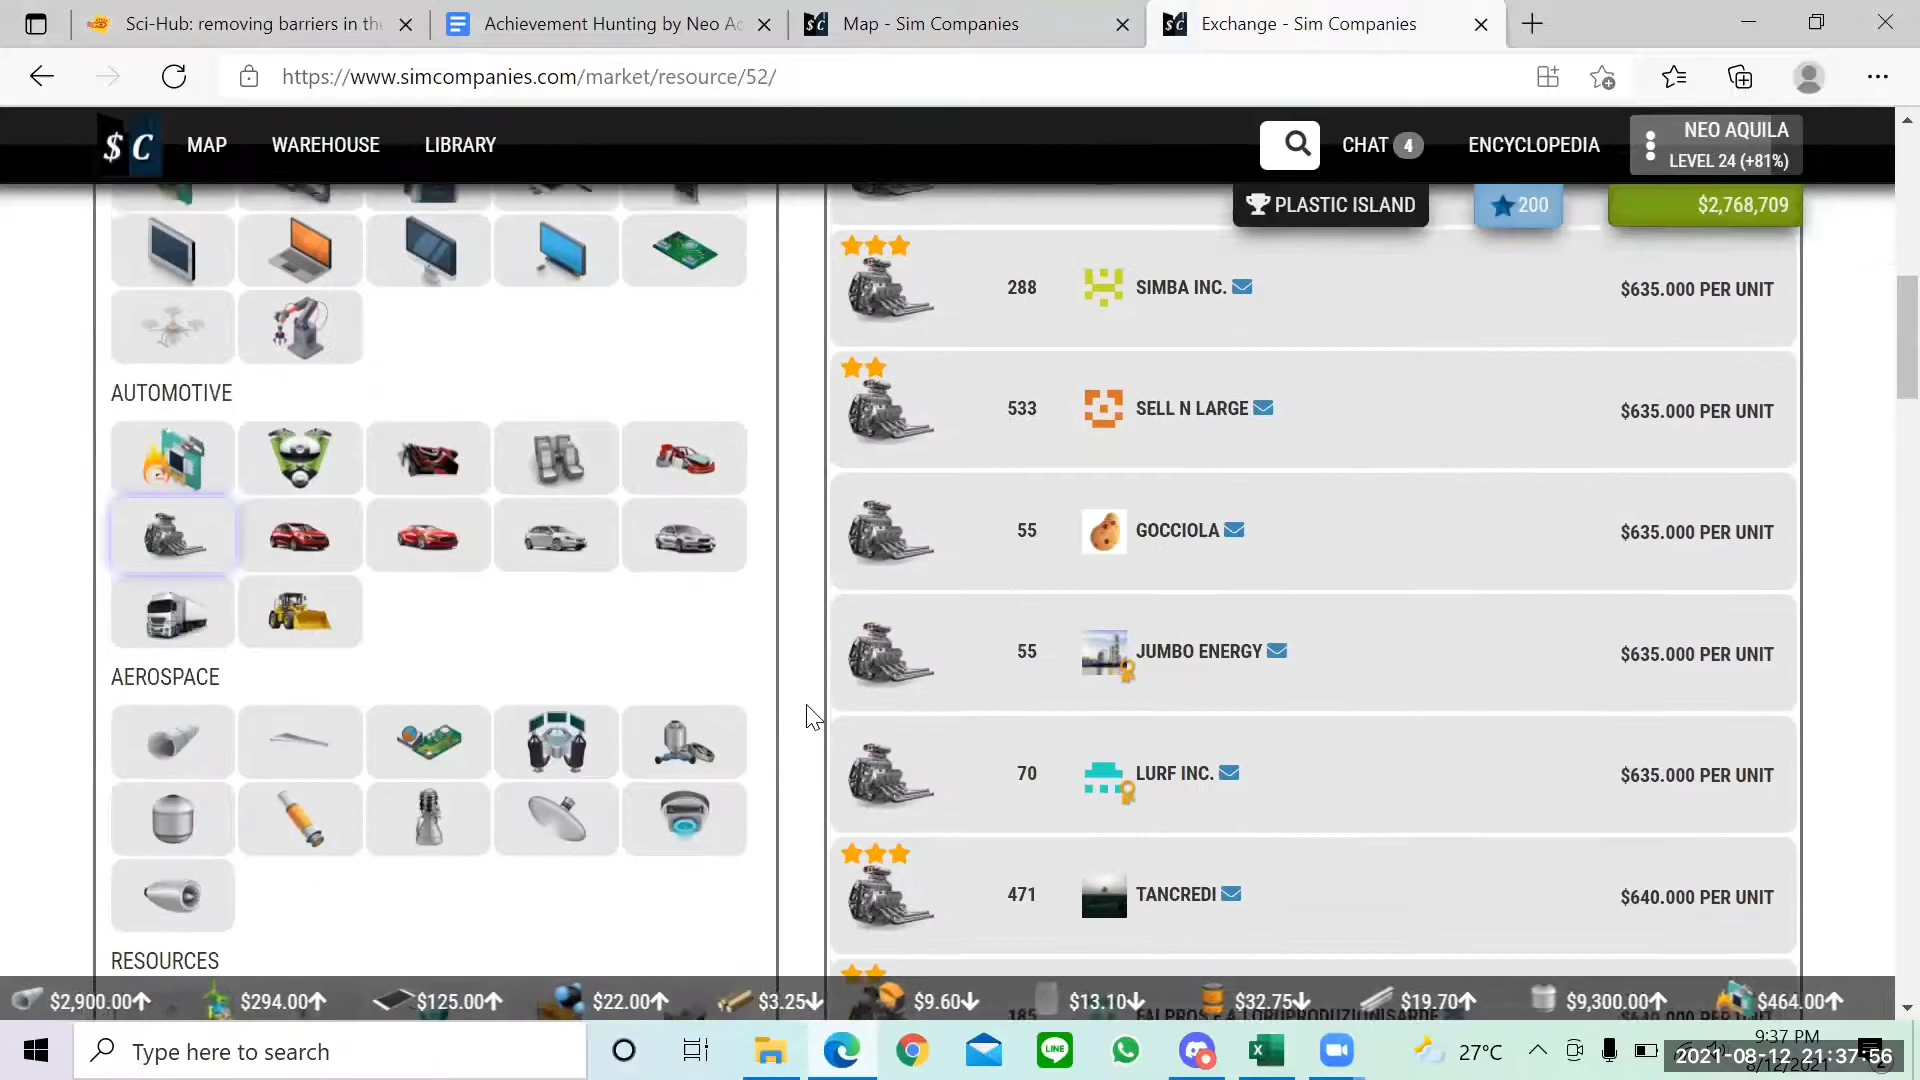 Sci-Hub: removing barriers in the
Achievement Hunting by Neo Ac
Map - Sim Companies
Exchange - Sim Companies
https://www.simcompanies.com/market/resource/52/
$ C MAP WAREHOUSE LIBRARY
CHAT 4 ENCYCLOPEDIA
NEO AQUILA
LEVEL 24 (+81%)
PLASTIC ISLAND 200 $2,768,709
288 SIMBA INC. $635.000 PER UNIT
533 SELL N LARGE $635.000 PER UNIT
55 GOCCIOLA $635.000 PER UNIT
55 JUMBO ENERGY $635.000 PER UNIT
70 LURF INC. $635.000 PER UNIT
471 TANCREDI $640.000 PER UNIT
AUTOMOTIVE
AEROSPACE
RESOURCES
$2,900.00 $294.00 $125.00 $22.00 $3.25 $9.60 $13.10 $32.75 $19.70 $9,300.00 $464.00
Type here to search
LINE
27°C
9:37 PM
8/12/2021
2021-08-12 21:37:56